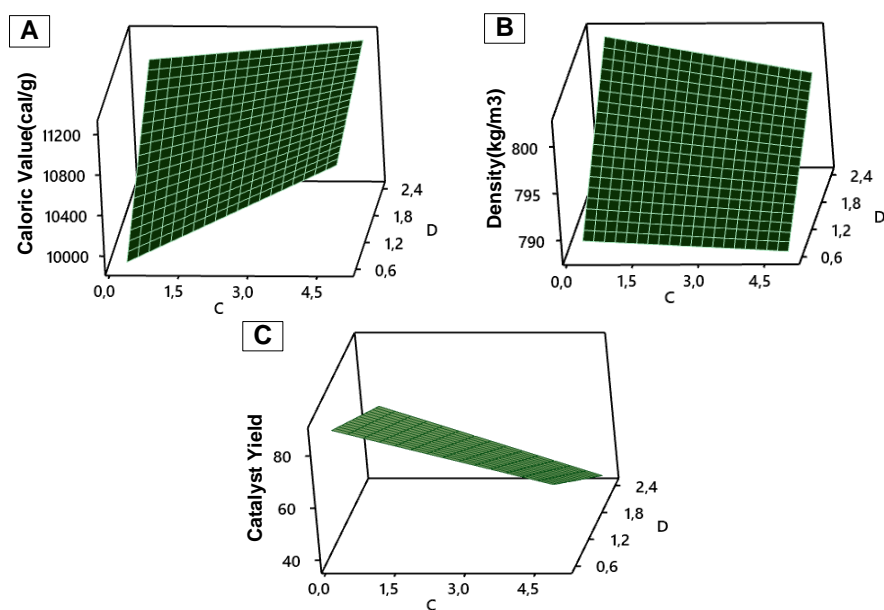 A
Caloric Value(cal/g)
11200
10800
10400
10000
0,0
1,5
3,0
4,5
C
2,4
1,8
1,2
0,6
D
B
Density(kg/m3)
800
795
790
0,0
1,5
3,0
4,5
C
2,4
1,8
1,2
0,6
D
C
Catalyst Yield
80
60
40
0,0
1,5
3,0
4,5
C
2,4
1,8
1,2
0,6
D